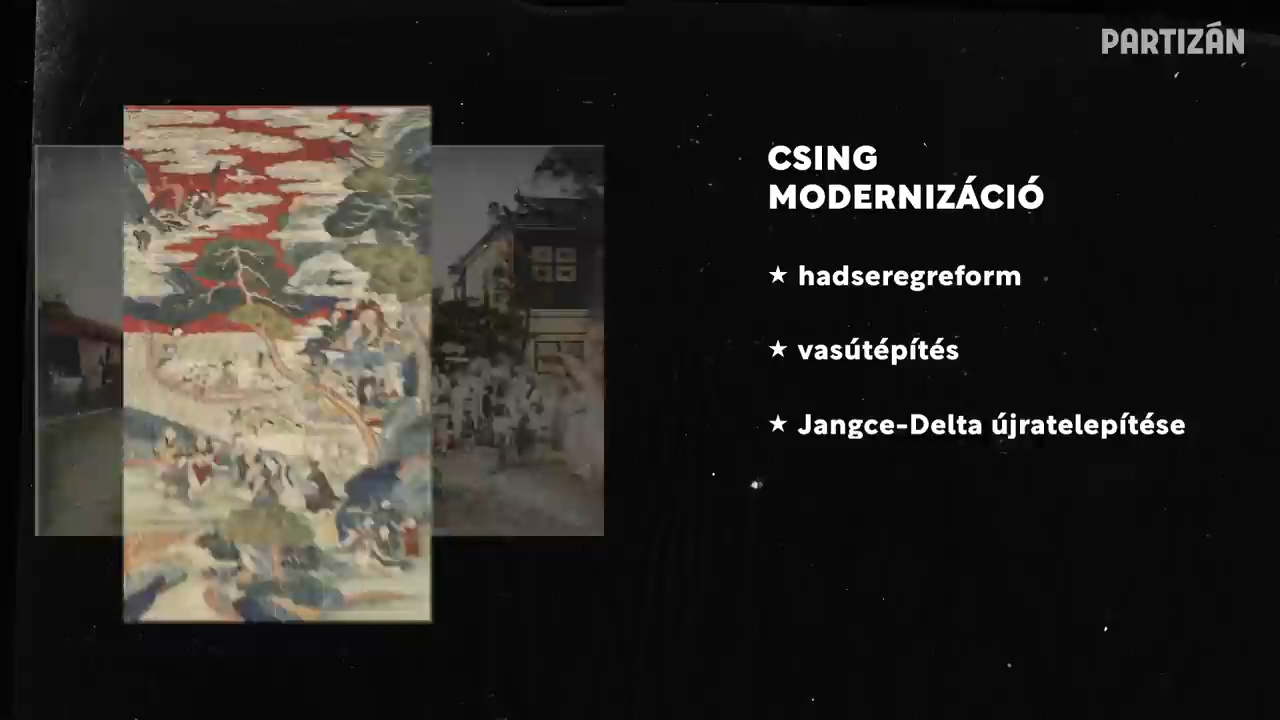 PARTIZÁN
CSING
MODERNIZÁCIÓ
★ hadseregreform
★ vasútépítés
★ Jangce-Delta újratelepítése